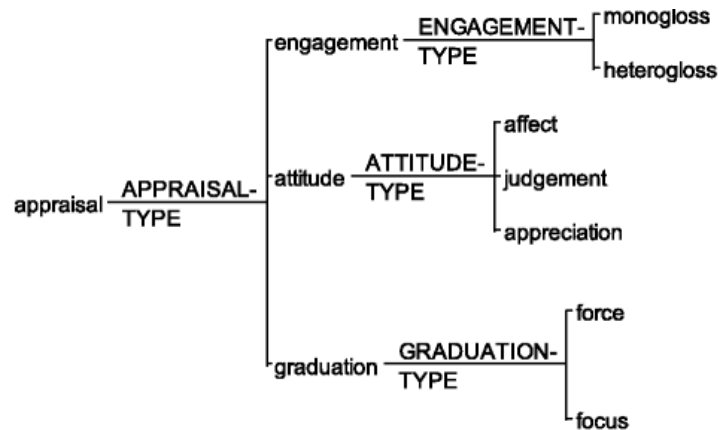 appraisal
APPRAISAL-
TYPE
engagement
ENGAGEMENT-
TYPE
monogloss
heterogloss
attitude
ATTITUDE-
TYPE
affect
judgement
appreciation
graduation
GRADUATION-
TYPE
force
focus